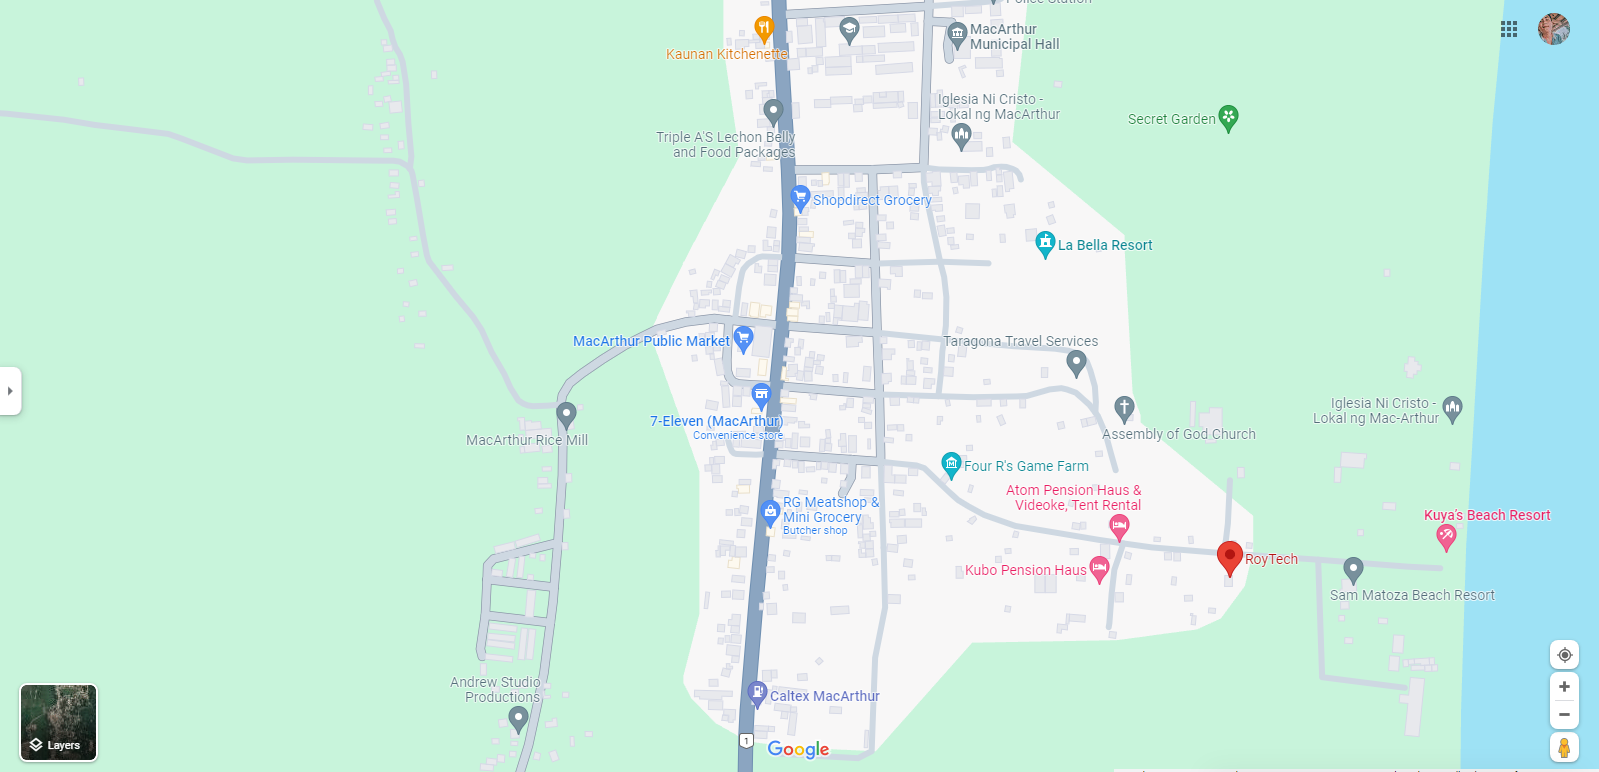 Police Station
MacArthur
Municipal Hall
Kaunan Kitchenette
Iglesia Ni Cristo -
Lokal ng MacArthur
Secret Garden
Triple A'S Lechon Belly
and Food Packages
Shopdirect Grocery
La Bella Resort
MacArthur Public Market
Taragona Travel Services
7-Eleven (MacArthur)
Convenience store
MacArthur Rice Mill
Iglesia Ni Cristo -
Lokal ng Mac-Arthur
Assembly of God Church
Four R's Game Farm
Atom Pension Haus &
Videoke, Tent Rental
RG Meatshop &
Mini Grocery
Butcher shop
Kuya's Beach Resort
RoyTech
Kubo Pension Haus
Sam Matoza Beach Resort
Andrew Studio
Productions
Caltex MacArthur
1
Google
Layers